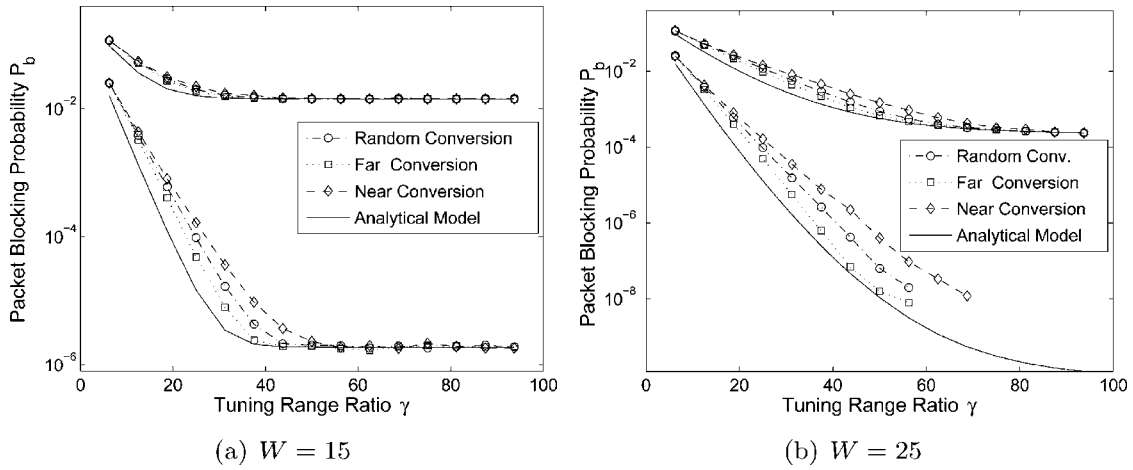 Packet Blocking Probability P_b
10^-2
10^-4
10^-6
Random Conversion
Far Conversion
Near Conversion
Analytical Model
0 20 40 60 80 100
Tuning Range Ratio γ
(a) W = 15
Packet Blocking Probability P_b
10^-2
10^-4
10^-6
10^-8
Random Conv.
Far Conversion
Near Conversion
Analytical Model
0 20 40 60 80 100
Tuning Range Ratio γ
(b) W = 25